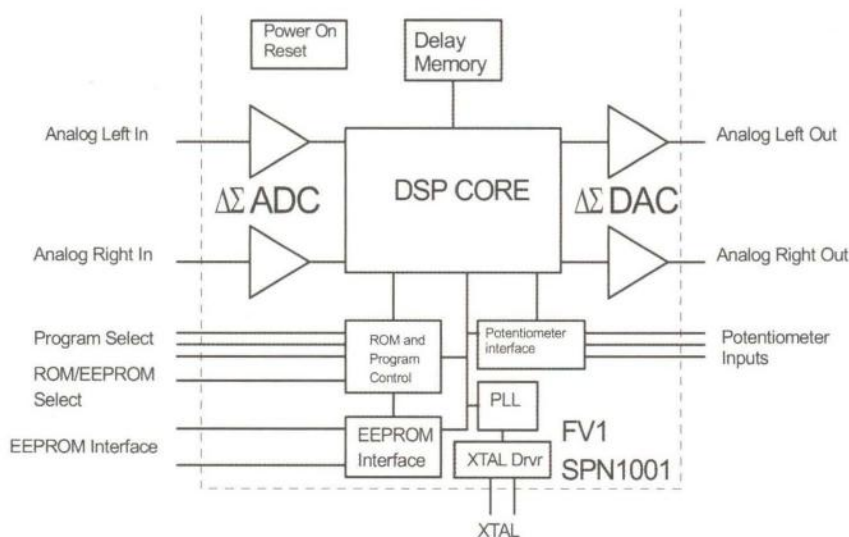 Power On
Reset
Delay
Memory
Analog Left In
Analog Left Out
DSP CORE
ΔΣ ADC
ΔΣ DAC
Analog Right In
Analog Right Out
Program Select
ROM and
Program
Control
Potentiometer
interface
Potentiometer
Inputs
ROM/EEPROM
Select
PLL
EEPROM Interface
EEPROM
Interface
XTAL Drvr
FV1
SPN1001
XTAL